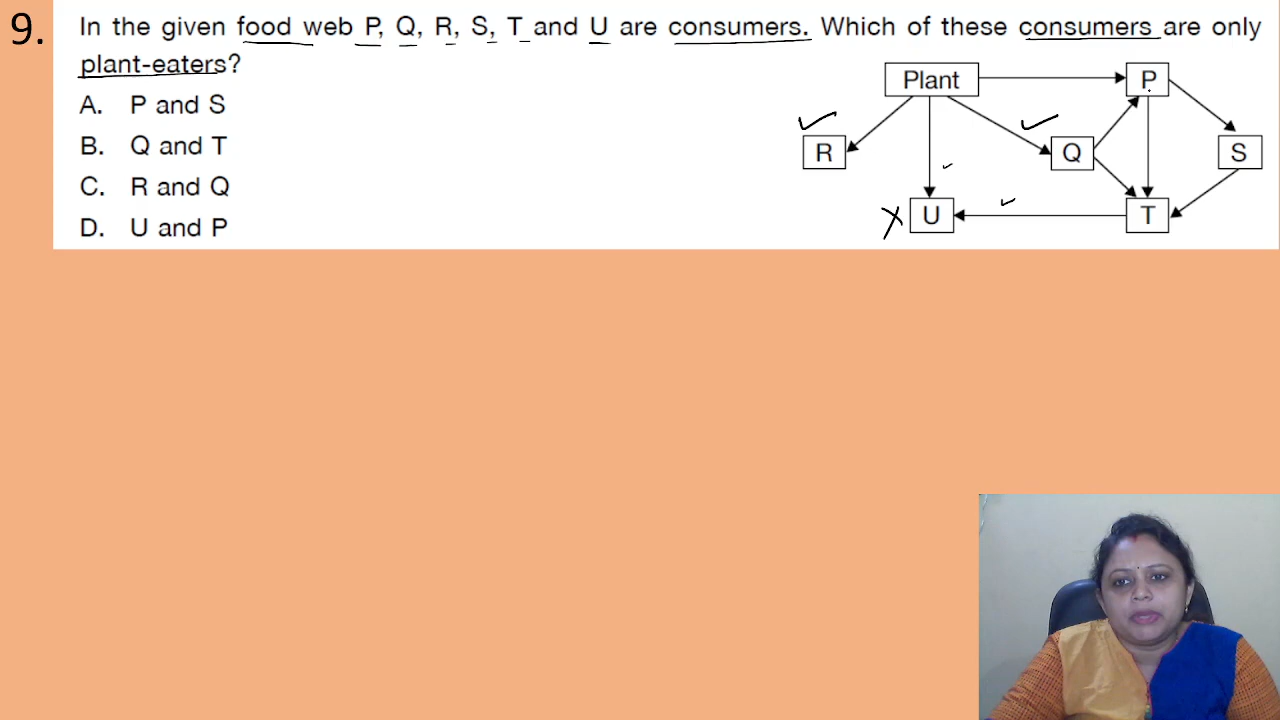 9.
In the given food web P, Q, R, S, T and U are consumers. Which of these consumers are only
plant-eaters?
A. P and S
B. Q and T
C. R and Q
D. U and P
Plant
P
R
Q
S
U
T